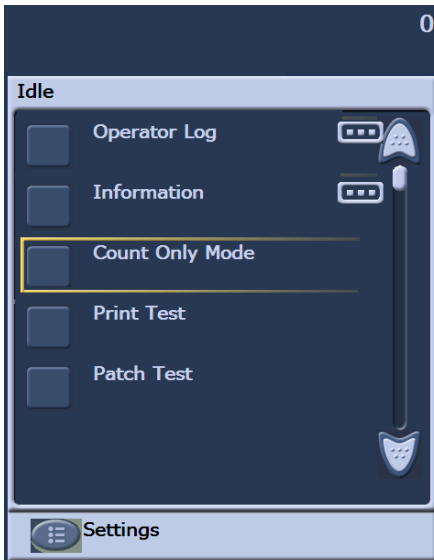 0
Idle
Operator Log
Information
Count Only Mode
Print Test
Patch Test
Settings